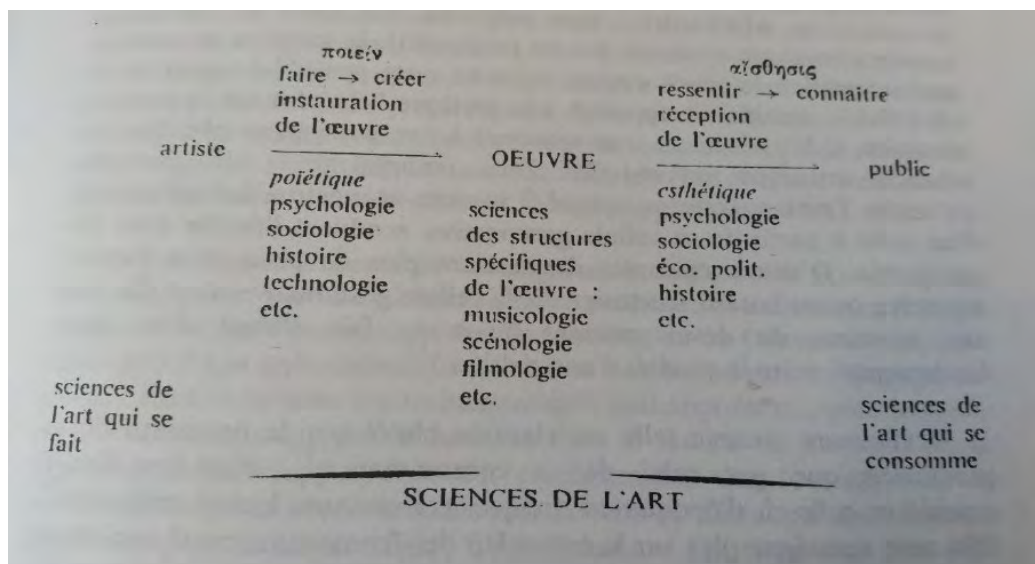 ποιεῖν
faire → créer
instauration
de l'œuvre
artiste
poïétique
psychologie
sociologie
histoire
technologie
etc.
OEUVRE
sciences
des structures
spécifiques
de l'œuvre :
musicologie
scénologie
filmologie
etc.
αἴσθησις
ressentir → connaitre
réception
de l'œuvre
public
esthétique
psychologie
sociologie
éco. polit.
histoire
etc.
sciences de
l'art qui se
fait
sciences de
l'art qui se
consomme
SCIENCES DE L'ART